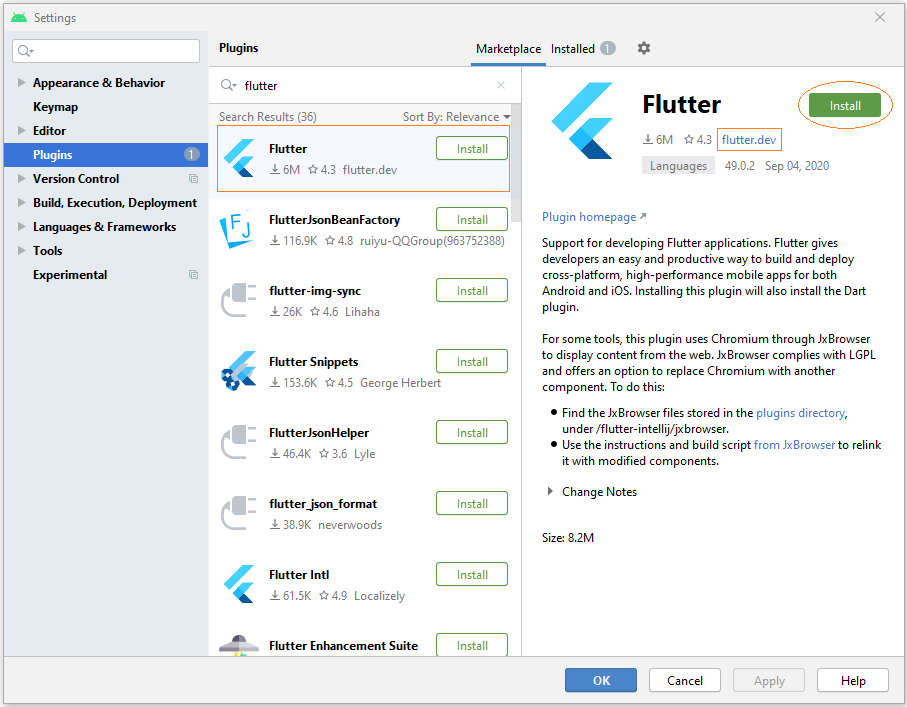 Settings
Appearance & Behavior
Keymap
Editor
Plugins 1
Version Control
Build, Execution, Deployment
Languages & Frameworks
Tools
Experimental
Plugins
Marketplace Installed 1
flutter
Search Results (36) Sort By: Relevance
Flutter
Install
6M 4.3 flutter.dev
FlutterJsonBeanFactory
Install
116.9K 4.8 ruiyu-QQGroup(963752388)
flutter-img-sync
Install
26K 4.6 Lihaha
Flutter Snippets
Install
153.6K 4.5 George Herbert
FlutterJsonHelper
Install
46.4K 3.6 Lyle
flutter_json_format
Install
38.9K neverwoods
Flutter Intl
Install
61.5K 4.9 Localizely
Flutter Enhancement Suite
Install
Flutter
Install
6M 4.3 flutter.dev
Languages 49.0.2 Sep 04, 2020
Plugin homepage
Support for developing Flutter applications. Flutter gives
developers an easy and productive way to build and deploy
cross-platform, high-performance mobile apps for both
Android and iOS. Installing this plugin will also install the Dart
plugin.
For some tools, this plugin uses Chromium through JxBrowser
to display content from the web. JxBrowser complies with LGPL
and offers an option to replace Chromium with another
component. To do this:
Find the JxBrowser files stored in the plugins directory,
under /flutter-intellij/jxbrowser.
Use the instructions and build script from JxBrowser to relink
it with modified components.
Change Notes
Size: 8.2M
OK
Cancel
Apply
Help